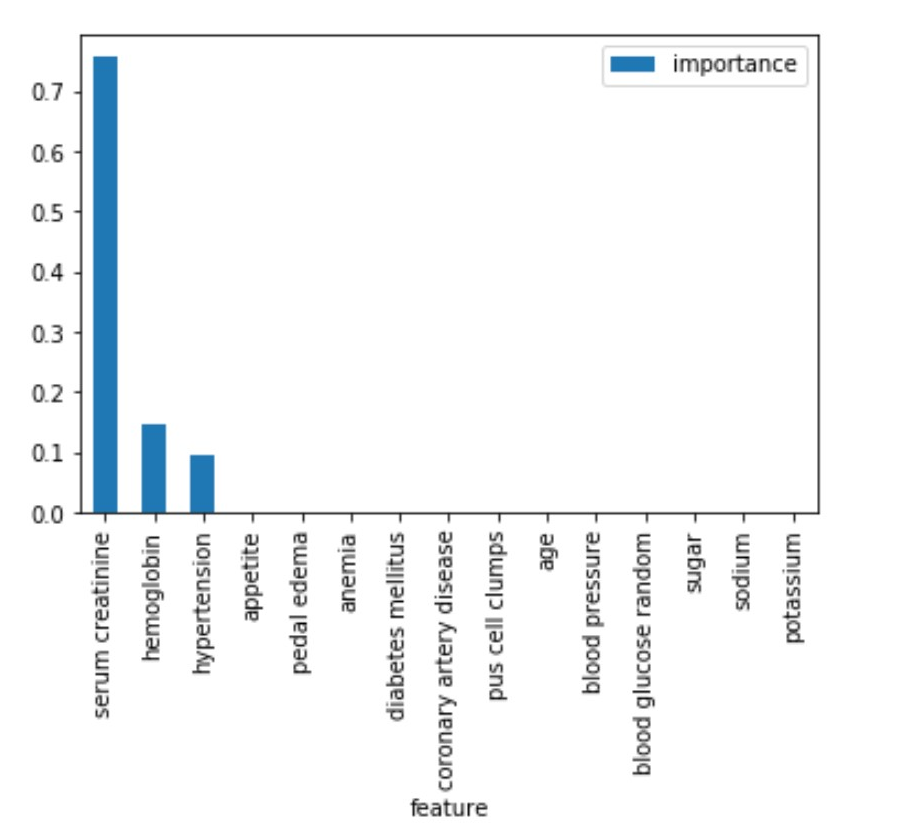 importance
0.7
0.6
0.5
0.4
0.3
0.2
0.1
0.0
serum creatinine
hemoglobin
hypertension
appetite
pedal edema
anemia
diabetes mellitus
coronary artery disease
pus cell clumps
age
blood pressure
blood glucose random
sugar
sodium
potassium
feature